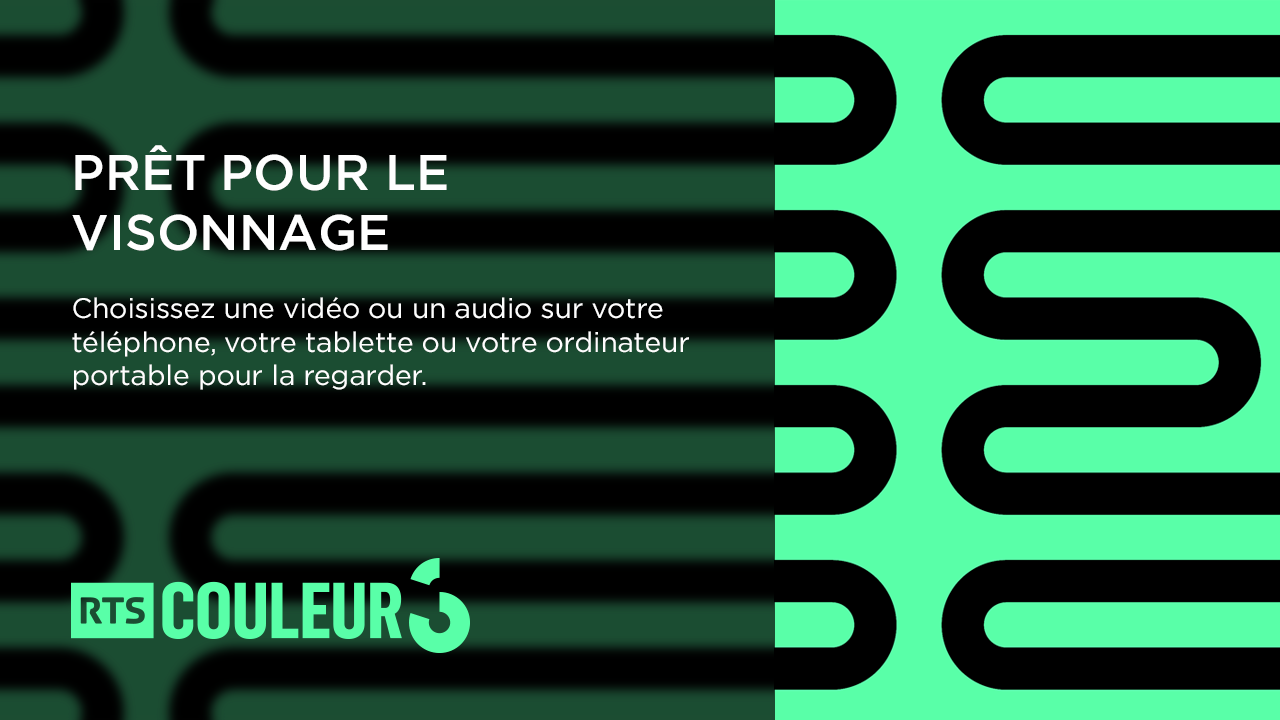 PRÊT POUR LE
VISONNAGE
Choisissez une vidéo ou un audio sur votre
téléphone, votre tablette ou votre ordinateur
portable pour la regarder.
RTS COULEUR 3